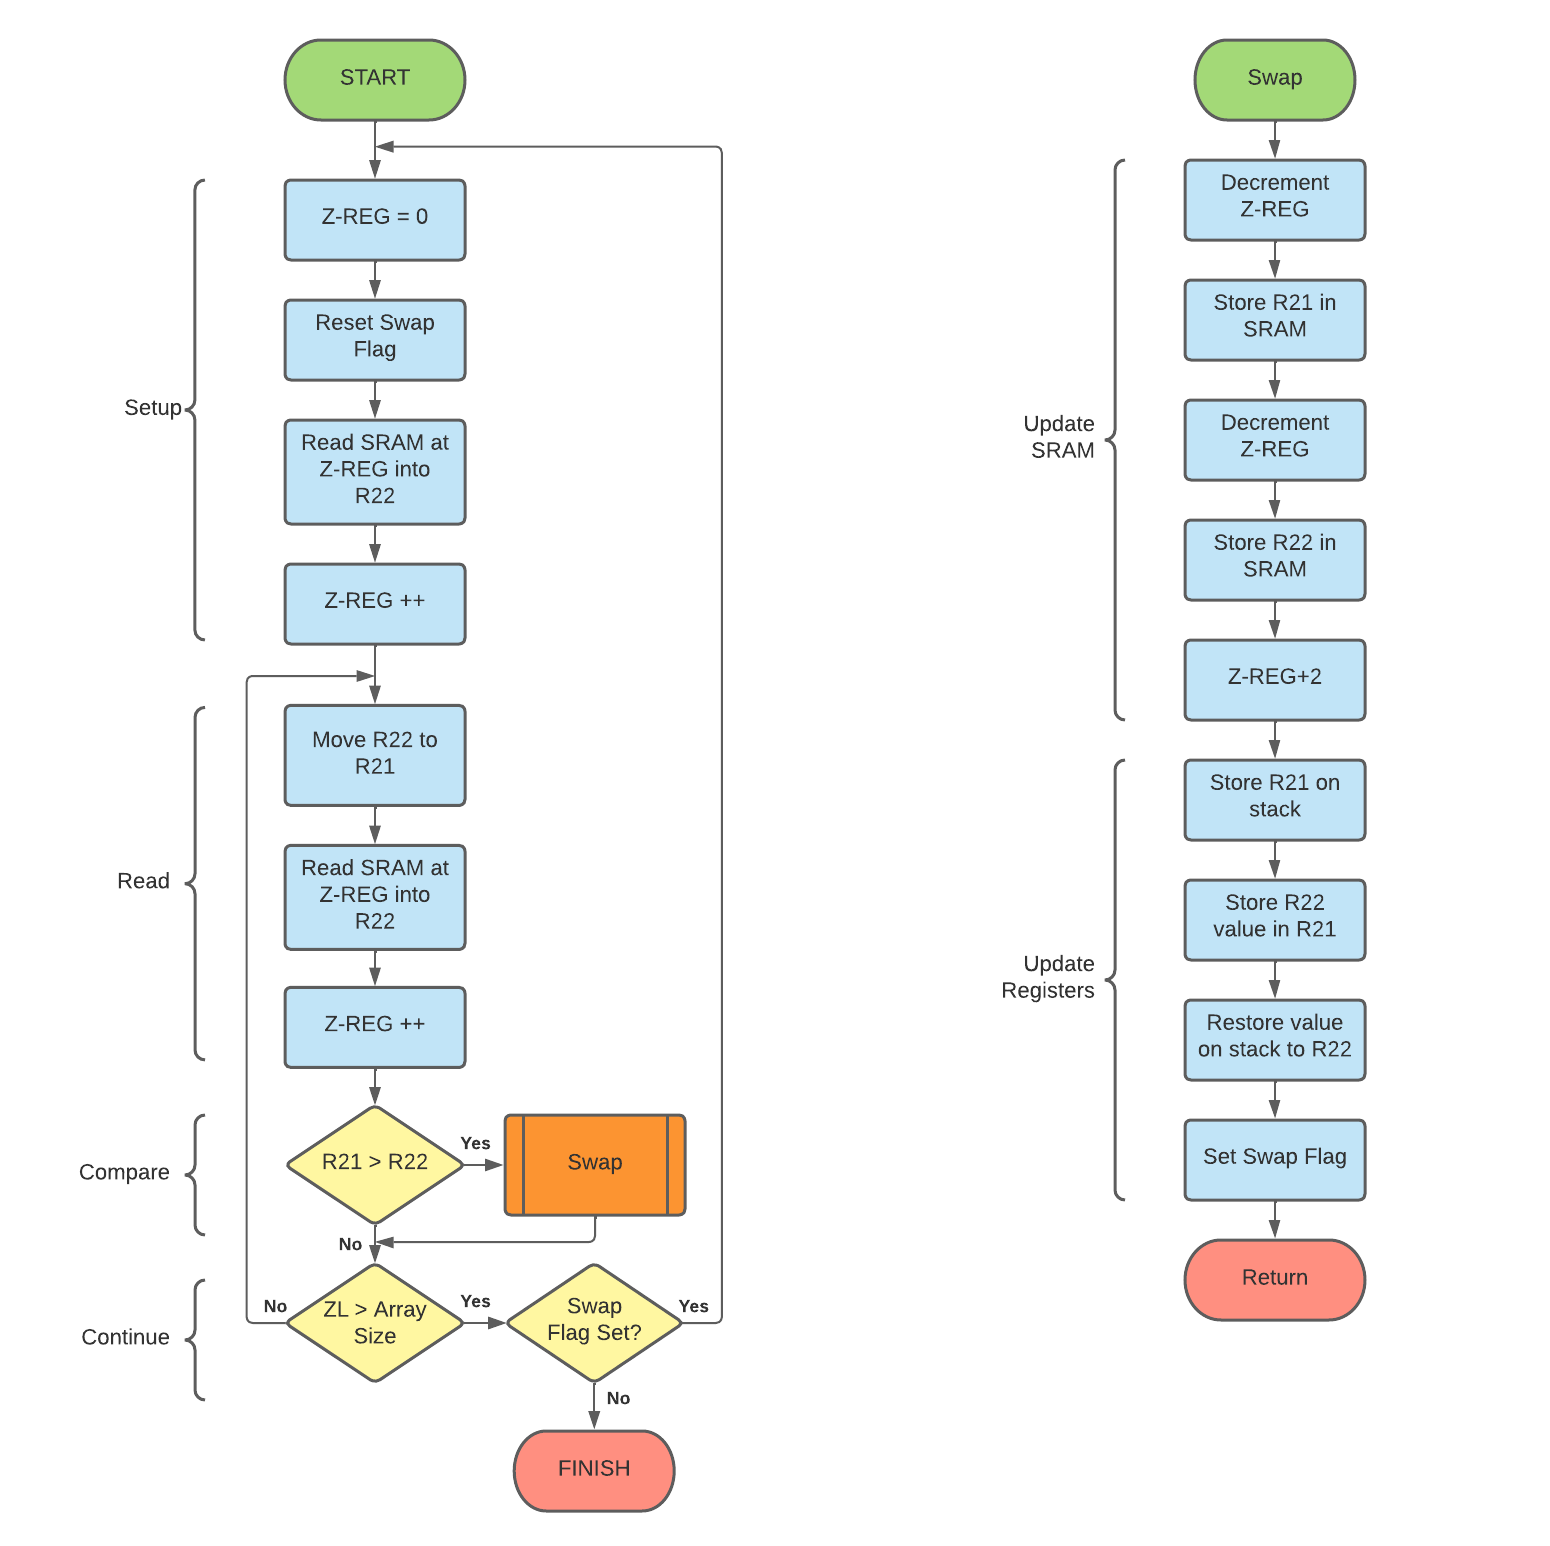 START
Z-REG = 0
Reset Swap
Flag
Read SRAM at
Z-REG into
R22
Z-REG ++
Setup
Move R22 to
R21
Read SRAM at
Z-REG into
R22
Z-REG ++
Read
R21 > R22
Yes
Swap
No
Compare
ZL > Array
Size
No
Yes
Swap
Flag Set?
Yes
No
Continue
FINISH
Swap
Decrement
Z-REG
Store R21 in
SRAM
Decrement
Z-REG
Store R22 in
SRAM
Z-REG+2
Update
SRAM
Store R21 on
stack
Store R22
value in R21
Restore value
on stack to R22
Set Swap Flag
Update
Registers
Return